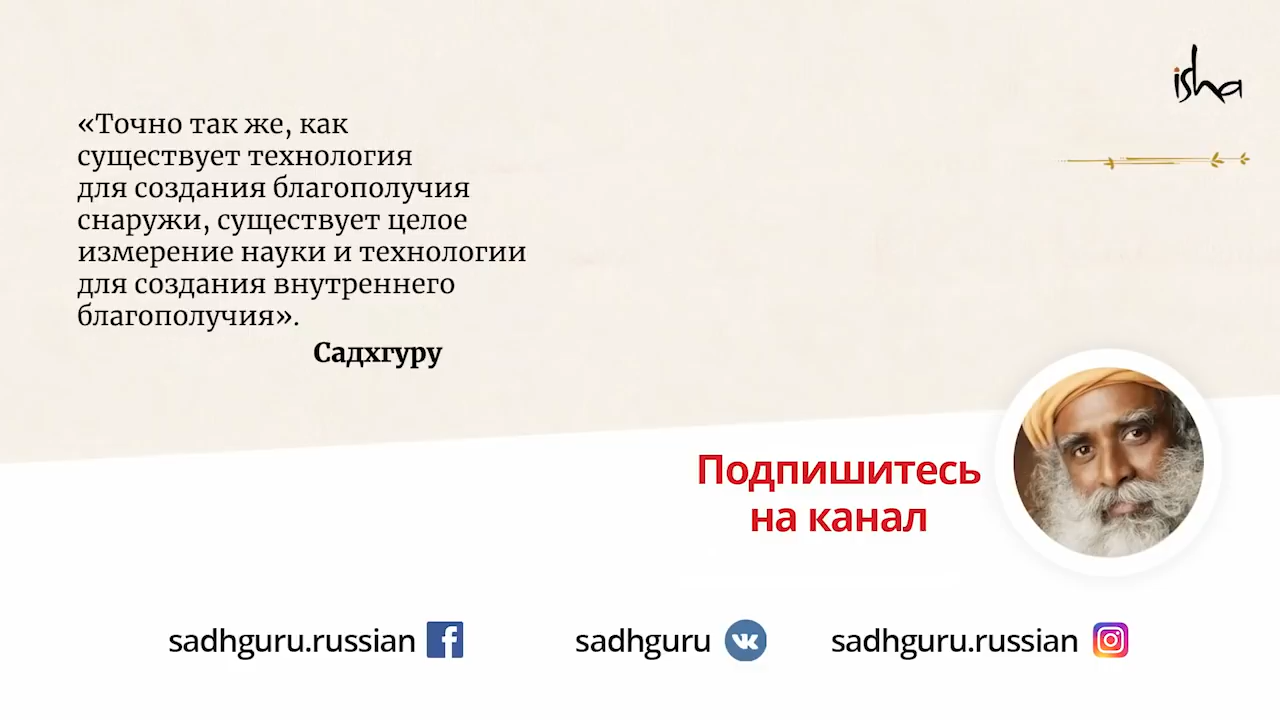 isha
«Точно так же, как
существует технология
для создания благополучия
снаружи, существует целое
измерение науки и технологии
для создания внутреннего
благополучия».
Садхгуру
Подпишитесь
на канал
sadhguru.russian
sadhguru
sadhguru.russian